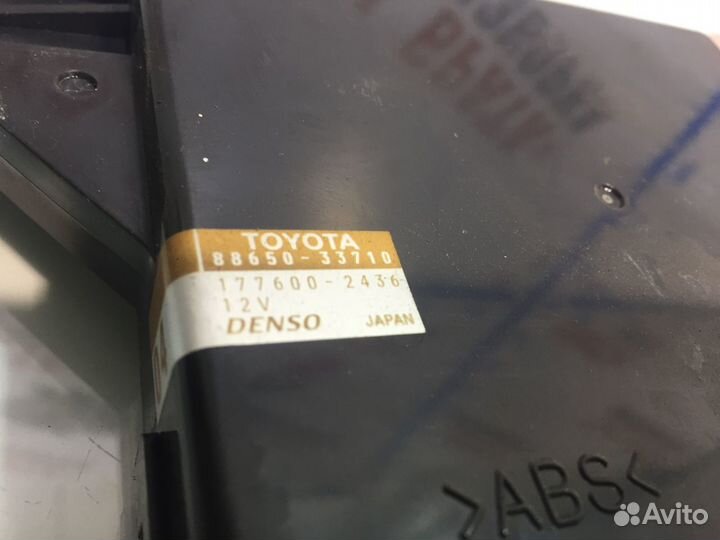 TOYOTA
88650-33710
177600-2436
12V
DENSO JAPAN
>ABS<
Avito